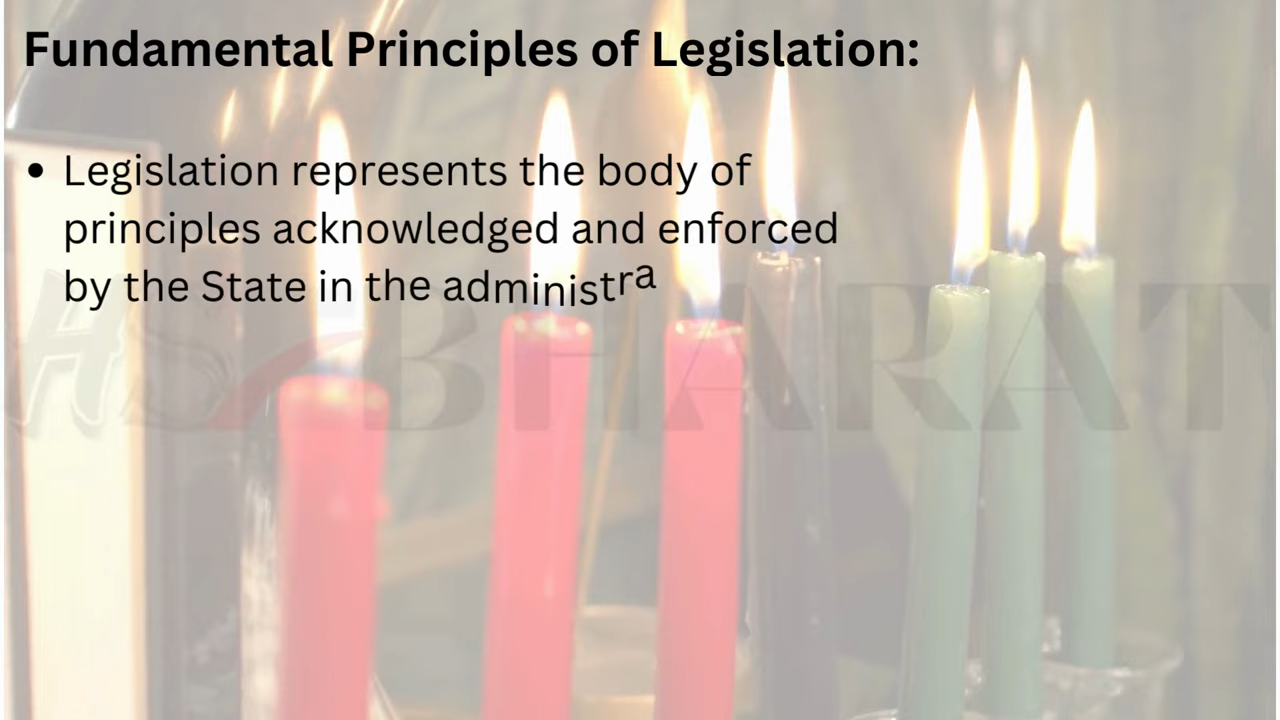 Fundamental Principles of Legislation:
• Legislation represents the body of
principles acknowledged and enforced
by the State in the administra
BHARAT